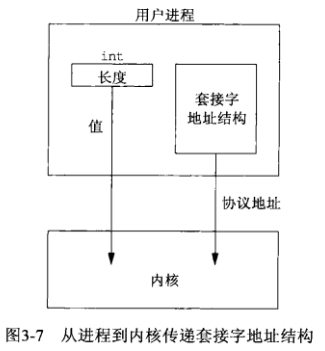 用户进程
int
长度
套接字
地址结构
值
协议地址
内核
图3-7 从进程到内核传递套接字地址结构